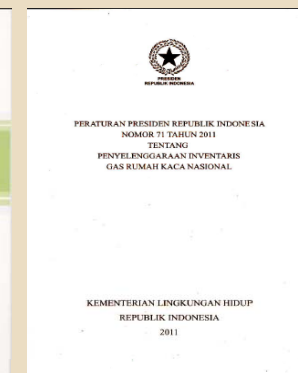 PRESIDEN
REPUBLIK INDONESIA
PERATURAN PRESIDEN REPUBLIK INDONESIA
NOMOR 71 TAHUN 2011
TENTANG
PENYELENGGARAAN INVENTARIS
GAS RUMAH KACA NASIONAL
KEMENTERIAN LINGKUNGAN HIDUP
REPUBLIK INDONESIA
2011